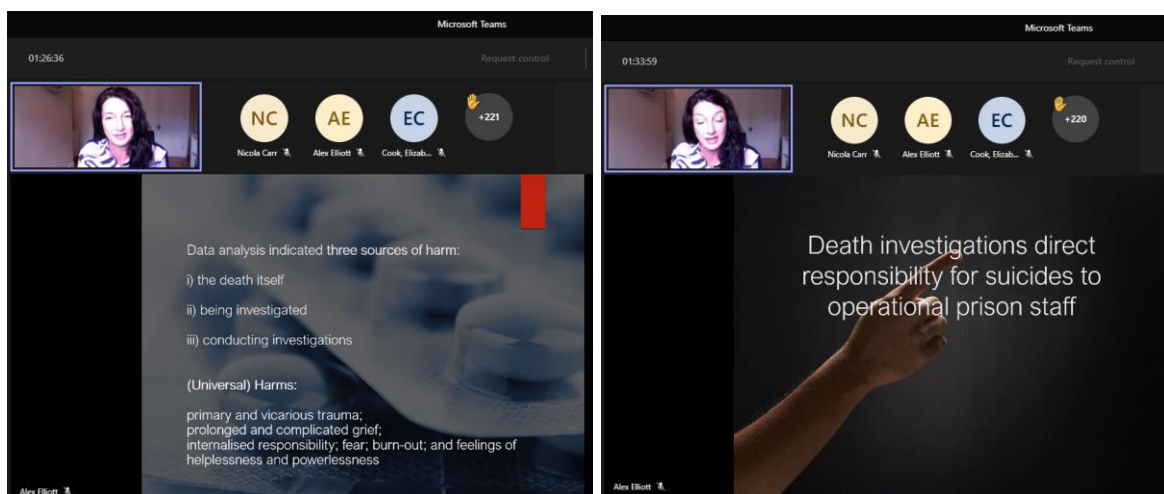 Microsoft Teams
01:26:36
Request control
NC
AE
EC
+221
Nicola Carr
Alex Elliott
Cook, Elizab...
Data analysis indicated three sources of harm:
i) the death itself
ii) being investigated
iii) conducting investigations
(Universal) Harms:
primary and vicarious trauma;
prolonged and complicated grief;
internalised responsibility; fear; burn-out; and feelings of
helplessness and powerlessness
Alex Elliott
Microsoft Teams
01:33:59
Request control
NC
AE
EC
+220
Nicola Carr
Alex Elliott
Cook, Elizab...
Death investigations direct
responsibility for suicides to
operational prison staff
Alex Elliott